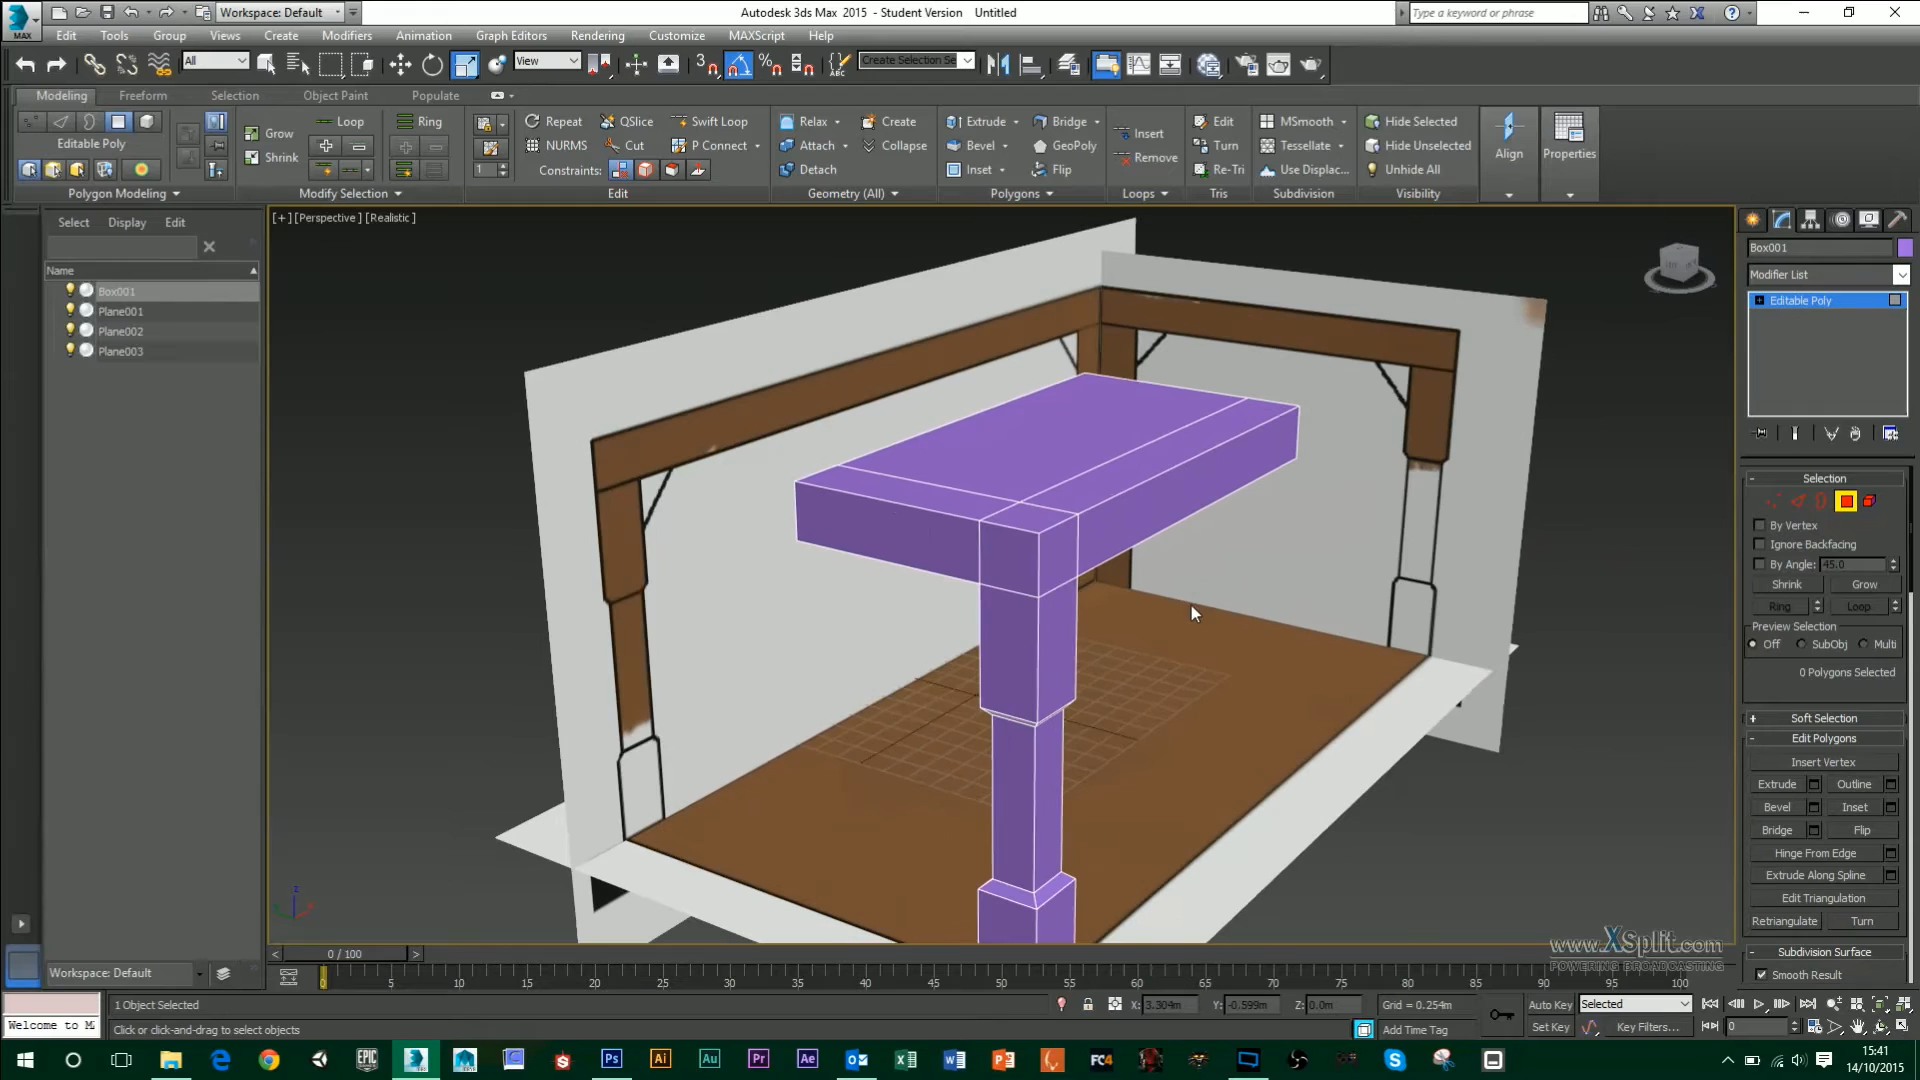 MAX
Workspace: Default
Autodesk 3ds Max 2015 - Student Version Untitled
Type a keyword or phrase
Edit Tools Group Views Create Modifiers Animation Graph Editors Rendering Customize MAXScript Help
All
View
Create Selection Se
Modeling Freeform Selection Object Paint Populate
Editable Poly
Polygon Modeling
Grow
Shrink
Loop
Ring
Modify Selection
Repeat QSlice Swift Loop
NURMS Cut P Connect
1 Constraints:
Edit
Relax Create
Attach Collapse
Detach
Geometry (All)
Extrude Bridge
Bevel GeoPoly
Inset Flip
Polygons
Insert
Remove
Loops
Edit
Turn
Re-Tri
Tris
MSmooth
Tessellate
Use Displac...
Subdivision
Hide Selected
Hide Unselected
Unhide All
Visibility
Align
Properties
Select Display Edit
Name
Box001
Plane001
Plane002
Plane003
[+] [Perspective ] [Realistic ]
Box001
Modifier List
Editable Poly
Selection
By Vertex
Ignore Backfacing
By Angle: 45.0
Shrink Grow
Ring Loop
Preview Selection
Off SubObj Multi
0 Polygons Selected
Soft Selection
Edit Polygons
Insert Vertex
Extrude Outline
Bevel Inset
Bridge Flip
Hinge From Edge
Extrude Along Spline
Edit Triangulation
Retriangulate Turn
Subdivision Surface
Smooth Result
www.XSplit.com
POWERING BROADCASTING
0 / 100
Workspace: Default
0 5 10 15 20 25 30 35 40 45 50 55 60 65 70 75 80 85 90 95 100
1 Object Selected
X: 3.304m Y: -0.599m Z: 0.0m Grid = 0.254m
Auto Key Selected
Welcome to M
Click or click-and-drag to select objects
Add Time Tag
Set Key Key Filters... 0
EPIC
Ps Ai Au Pr Ae
FC4
15:41
14/10/2015